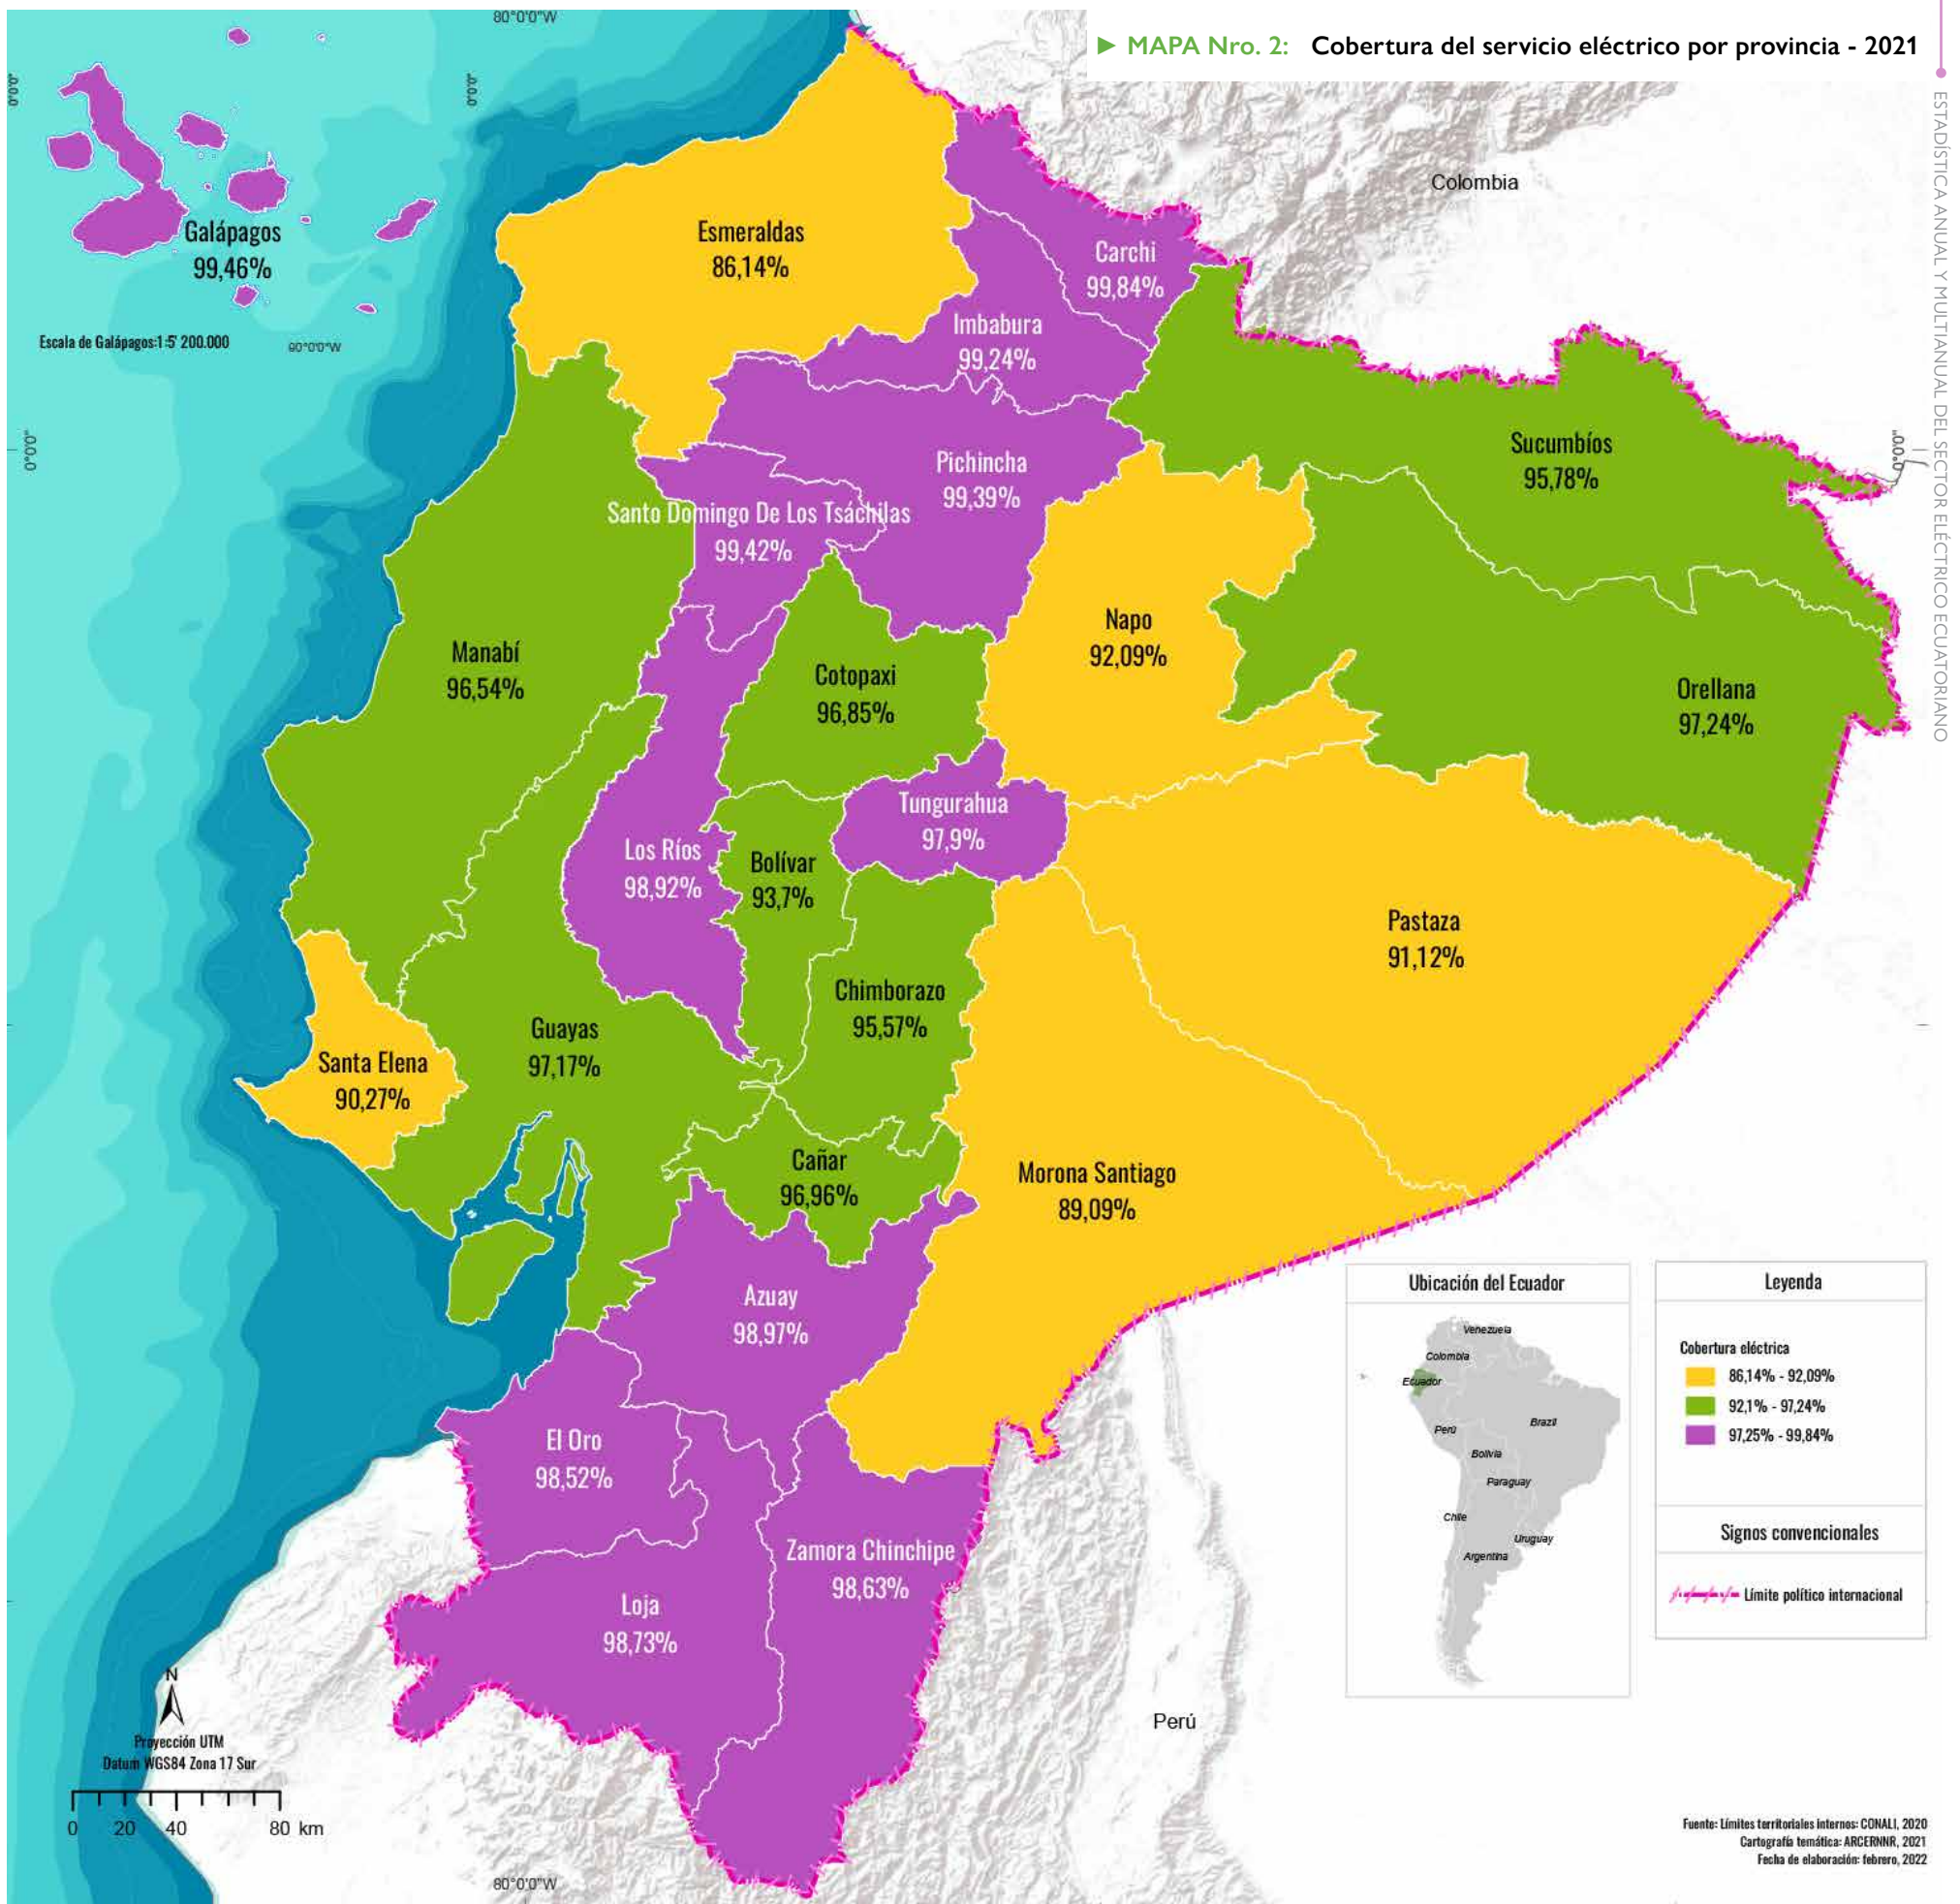 ► MAPA Nro. 2: Cobertura del servicio eléctrico por provincia - 2021
ESTADÍSTICA ANUAL Y MULTIANUAL DEL SECTOR ELÉCTRICO ECUATORIANO
80°0'0"W
0°0'0"
0°0'0"
Galápagos
99,46%
Escala de Galápagos:1:5' 200.000
90°0'0"W
Colombia
Esmeraldas
86,14%
Carchi
99,84%
Imbabura
99,24%
0°0'0"
0°0'0"
Sucumbíos
95,78%
Pichincha
99,39%
Santo Domingo De Los Tsáchilas
99,42%
Napo
92,09%
Manabí
96,54%
Cotopaxi
96,85%
Orellana
97,24%
Tungurahua
97,9%
Los Ríos
98,92%
Bolívar
93,7%
Pastaza
91,12%
Chimborazo
95,57%
Guayas
97,17%
Santa Elena
90,27%
Cañar
96,96%
Morona Santiago
89,09%
Azuay
98,97%
El Oro
98,52%
Zamora Chinchipe
98,63%
Loja
98,73%
Perú
Ubicación del Ecuador
Venezuela
Colombia
Ecuador
Perú
Brazil
Bolivia
Paraguay
Chile
Uruguay
Argentina
Leyenda
Cobertura eléctrica
86,14% - 92,09%
92,1% - 97,24%
97,25% - 99,84%
Signos convencionales
Límite político internacional
N
Proyección UTM
Datum WGS84 Zona 17 Sur
0 20 40 80 km
80°0'0"W
Fuente: Límites territoriales internos: CONALI, 2020
Cartografía temática: ARCERNNR, 2021
Fecha de elaboración: febrero, 2022